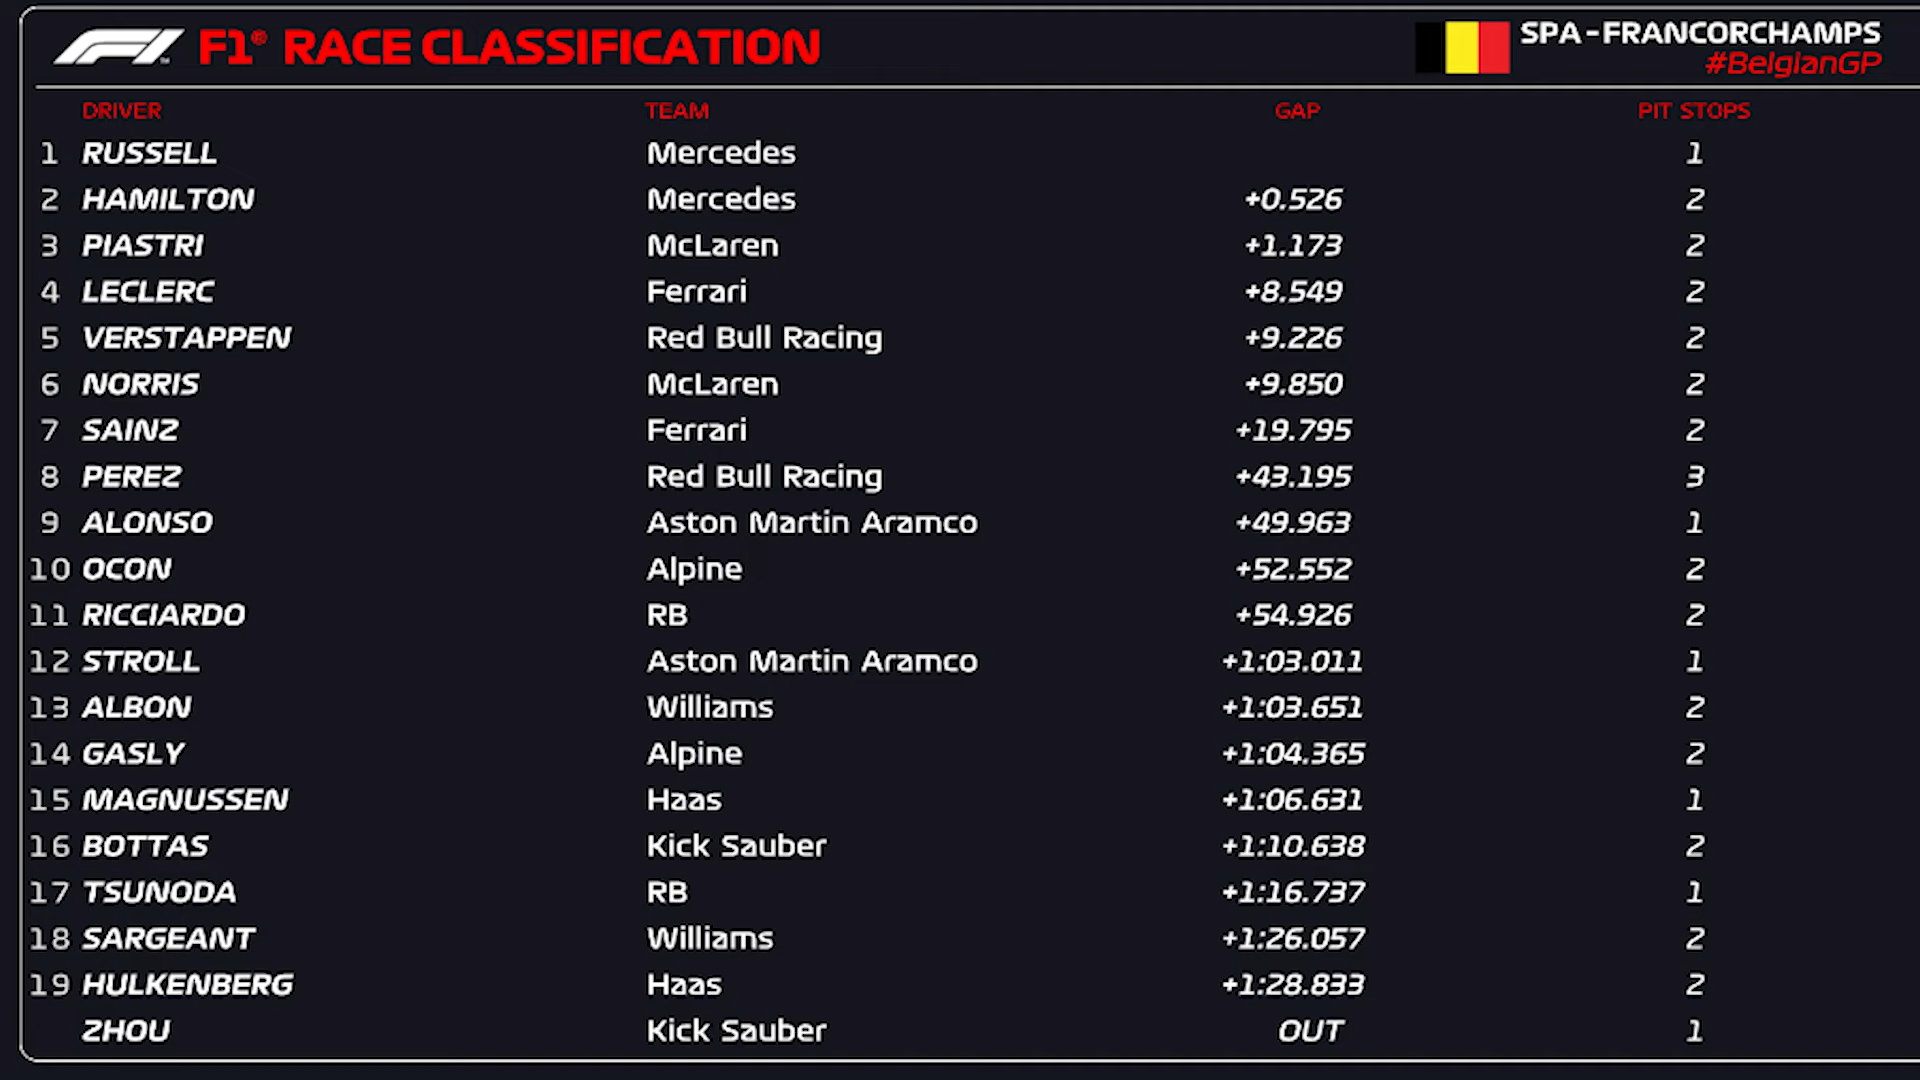 F1 F1® RACE CLASSIFICATION SPA-FRANCORCHAMPS
#BelgianGP
DRIVER TEAM GAP PIT STOPS
1 RUSSELL Mercedes 1
2 HAMILTON Mercedes +0.526 2
3 PIASTRI McLaren +1.173 2
4 LECLERC Ferrari +8.549 2
5 VERSTAPPEN Red Bull Racing +9.226 2
6 NORRIS McLaren +9.850 2
7 SAINZ Ferrari +19.795 2
8 PEREZ Red Bull Racing +43.195 3
9 ALONSO Aston Martin Aramco +49.963 1
10 OCON Alpine +52.552 2
11 RICCIARDO RB +54.926 2
12 STROLL Aston Martin Aramco +1:03.011 1
13 ALBON Williams +1:03.651 2
14 GASLY Alpine +1:04.365 2
15 MAGNUSSEN Haas +1:06.631 1
16 BOTTAS Kick Sauber +1:10.638 2
17 TSUNODA RB +1:16.737 1
18 SARGEANT Williams +1:26.057 2
19 HULKENBERG Haas +1:28.833 2
ZHOU Kick Sauber OUT 1